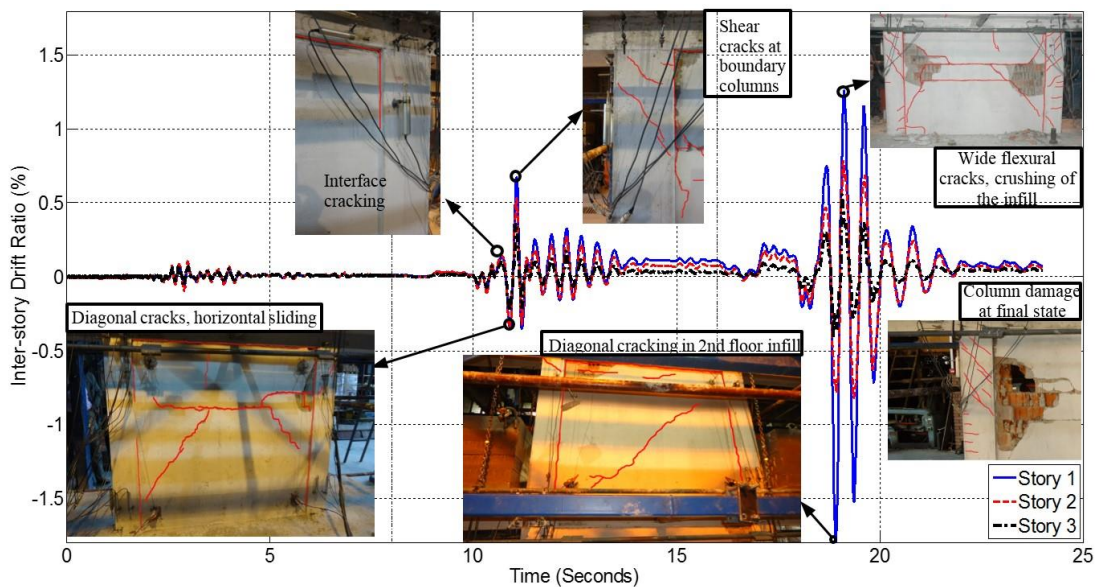 Shear
cracks at
boundary
columns
Interface
cracking
Wide flexural
cracks, crushing of
the infill
Diagonal cracks, horizontal sliding
Diagonal cracking in 2nd floor infill
Column damage
at final state
Inter-story Drift Ratio (%)
1.5
1
0.5
0
-0.5
-1
-1.5
0
5
10
15
20
25
Time (Seconds)
Story 1
Story 2
Story 3